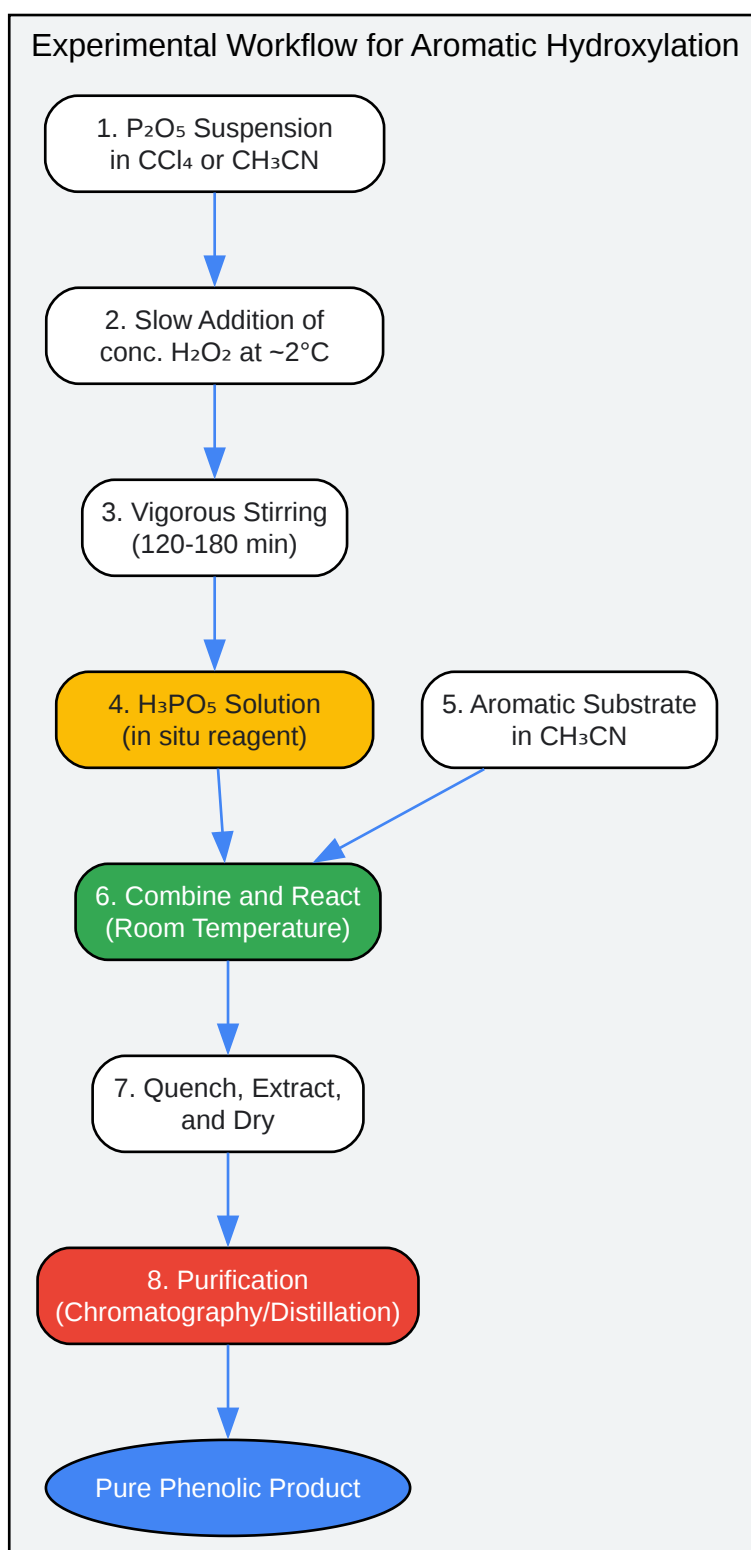 Experimental Workflow for Aromatic Hydroxylation
1. P₂O₅ Suspension
in CCl₄ or CH₃CN
2. Slow Addition of
conc. H₂O₂ at ~2°C
3. Vigorous Stirring
(120-180 min)
4. H₃PO₅ Solution
(in situ reagent)
5. Aromatic Substrate
in CH₃CN
6. Combine and React
(Room Temperature)
7. Quench, Extract,
and Dry
8. Purification
(Chromatography/Distillation)
Pure Phenolic Product